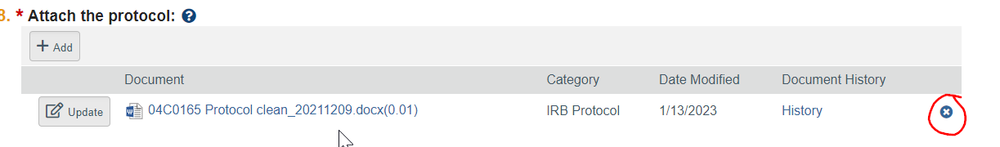 8. * Attach the protocol: ?
+ Add
Document Category Date Modified Document History
Update 04C0165 Protocol clean_20211209.docx(0.01) IRB Protocol 1/13/2023 History